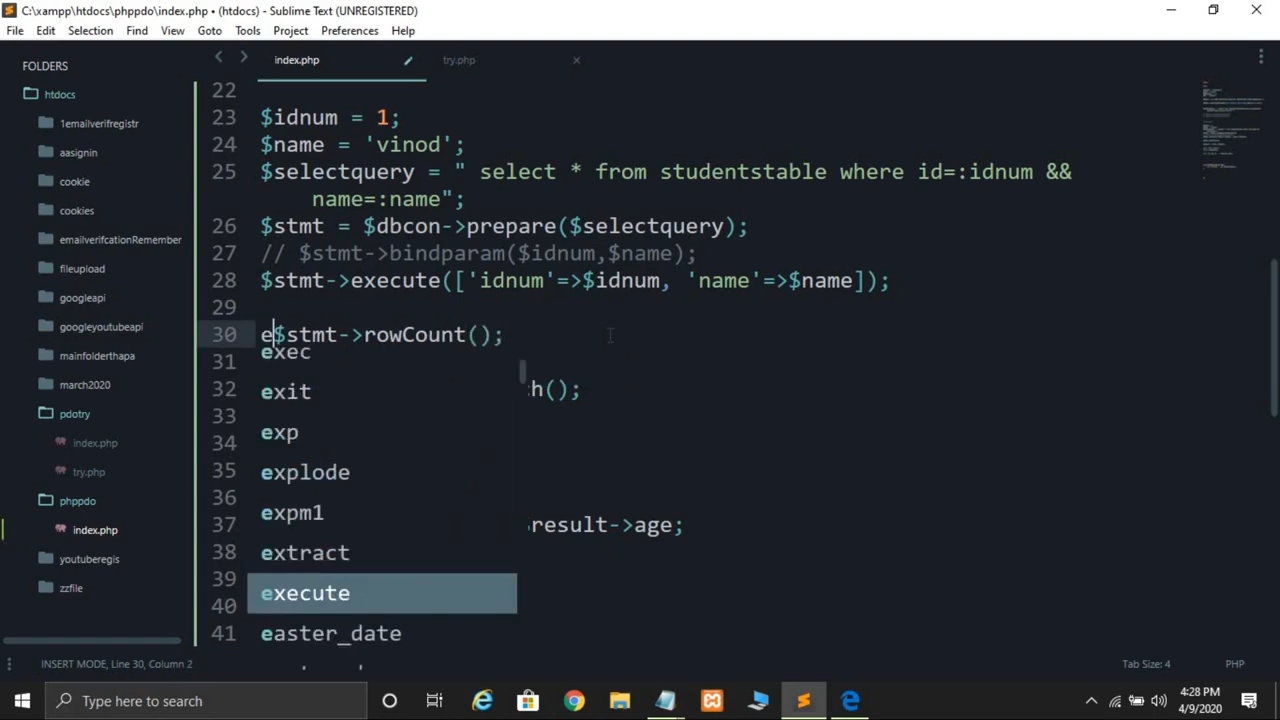 C:\xampp\htdocs\phppdo\index.php • (htdocs) - Sublime Text (UNREGISTERED)
File Edit Selection Find View Goto Tools Project Preferences Help
FOLDERS
htdocs
1emailverifregistr
aasignin
cookie
cookies
emailverifcationRemember
fileupload
googleapi
googleyoutubeapi
mainfolderthapa
march2020
pdotry
index.php
try.php
phppdo
index.php
youtuberegis
zzfile
index.php try.php
22
23 $idnum = 1;
24 $name = 'vinod';
25 $selectquery = " select * from studentstable where id=:idnum &&
name=:name";
26 $stmt = $dbcon->prepare($selectquery);
27 // $stmt->bindparam($idnum,$name);
28 $stmt->execute(['idnum'=>$idnum, 'name'=>$name]);
29
30 e$stmt->rowCount();
31 exec
32 exit h();
33 exp
34
35 explode
36 expm1
37 result->age;
38 extract
39 execute
40
41 easter_date
INSERT MODE, Line 30, Column 2
Tab Size: 4 PHP
Type here to search
4:28 PM
4/9/2020